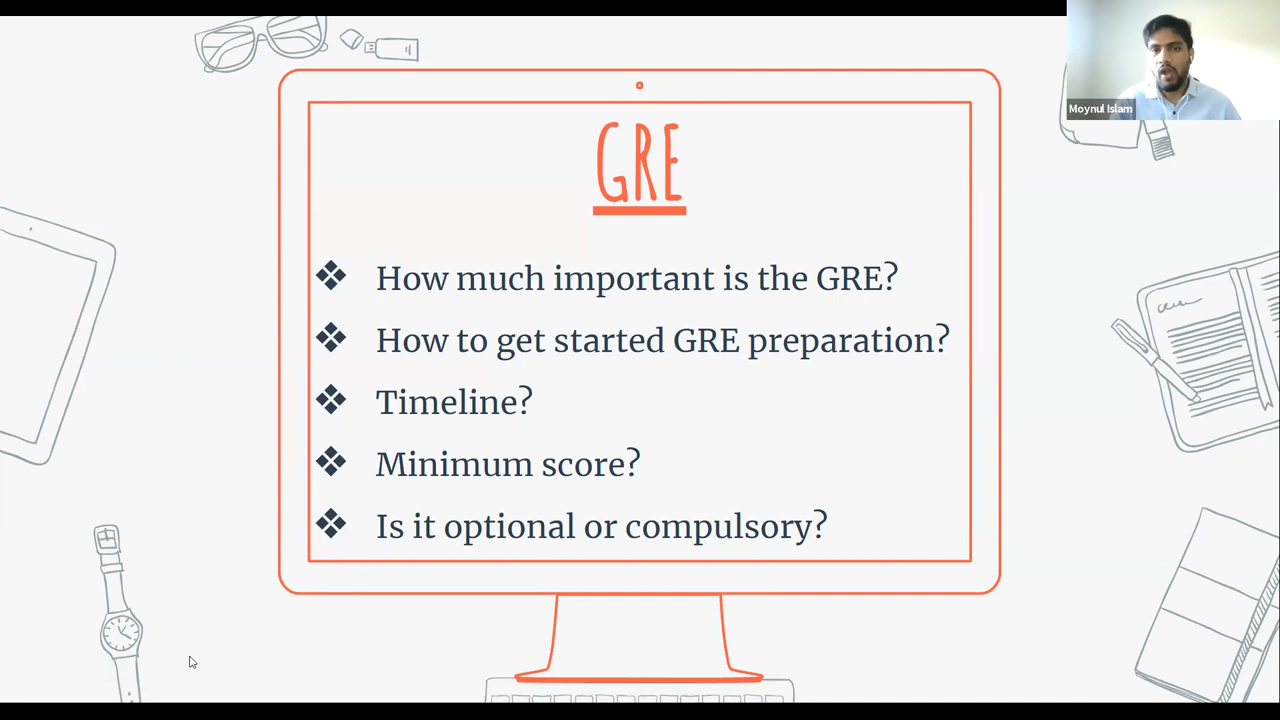 Moynul Islam
GRE
❖ How much important is the GRE?
❖ How to get started GRE preparation?
❖ Timeline?
❖ Minimum score?
❖ Is it optional or compulsory?